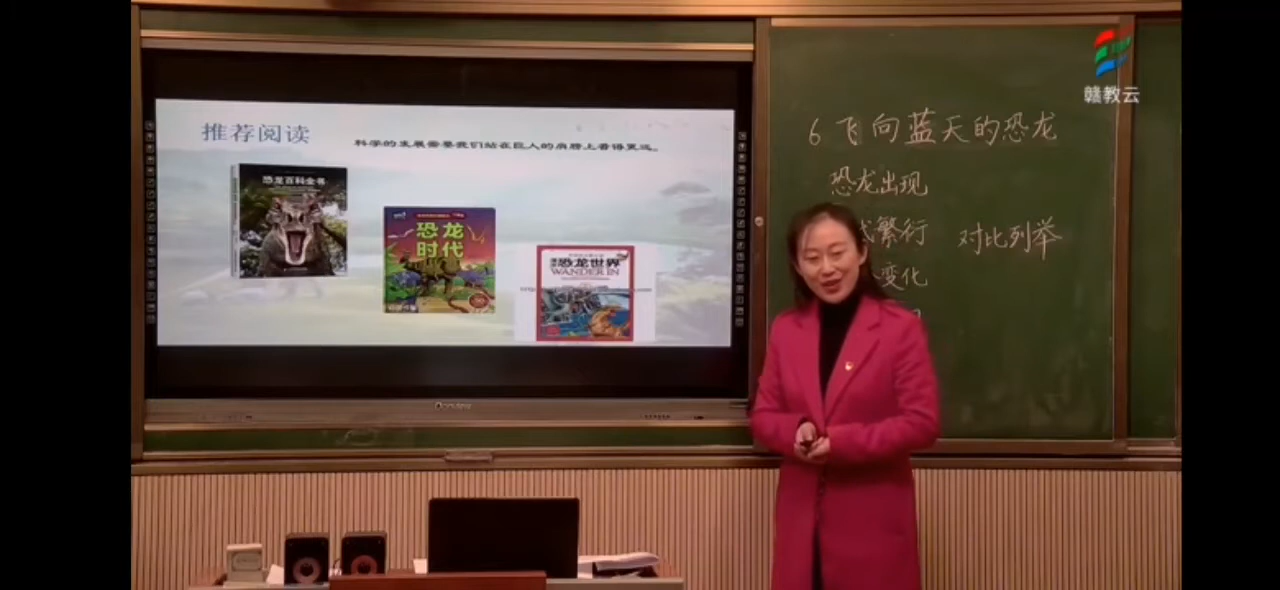 推荐阅读
科学的发展需要我们站在巨人的肩膀上看得更远。
恐龙百科全书
恐龙
时代
恐龙世界
WANDER IN
赣教云
6 飞向蓝天的恐龙
恐龙出现
繁衍
对比列举
变化